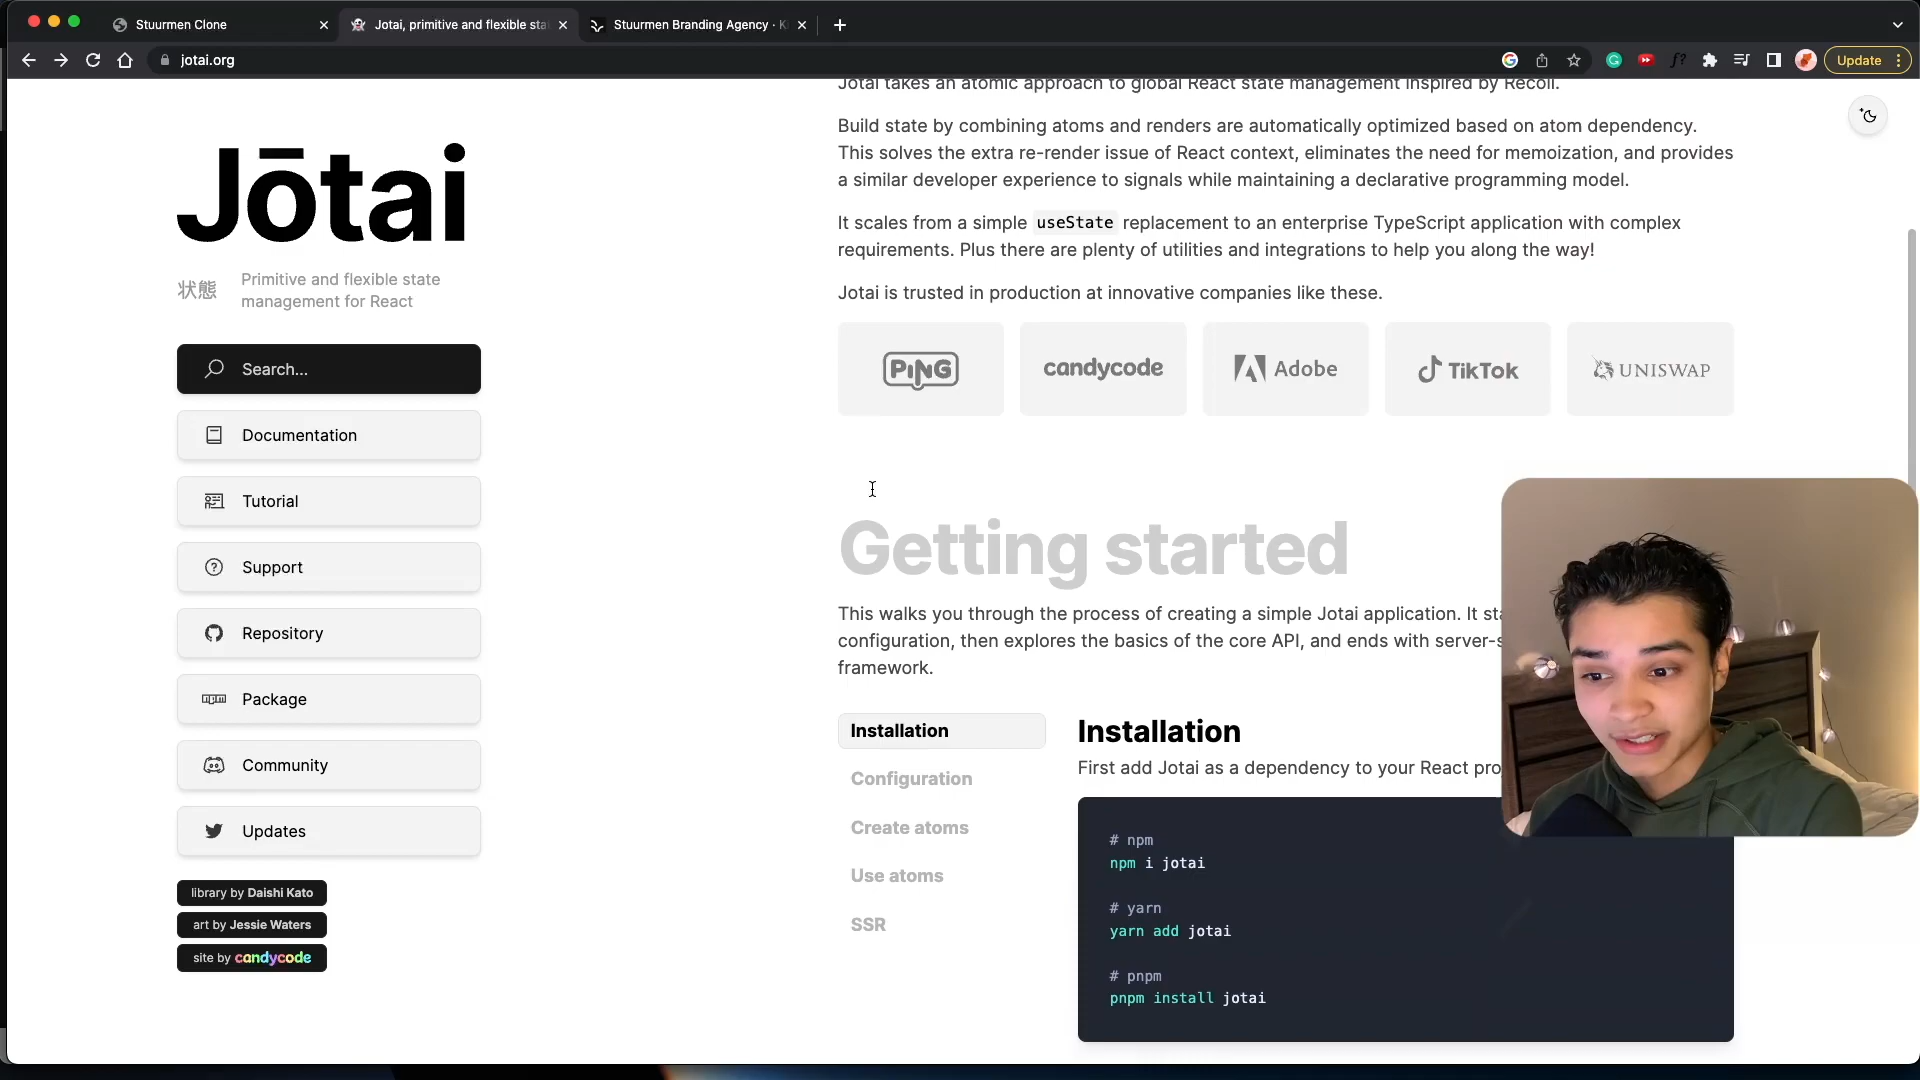 Stuurmen Clone
Jotai, primitive and flexible sta
Stuurmen Branding Agency · K
jotai.org
Update
Jōtai
状態
Primitive and flexible state
management for React
Search...
Documentation
Tutorial
Support
Repository
Package
Community
Updates
library by Daishi Kato
art by Jessie Waters
site by candycode
Jotai takes an atomic approach to global React state management inspired by Recoil.
Build state by combining atoms and renders are automatically optimized based on atom dependency.
This solves the extra re-render issue of React context, eliminates the need for memoization, and provides
a similar developer experience to signals while maintaining a declarative programming model.
It scales from a simple useState replacement to an enterprise TypeScript application with complex
requirements. Plus there are plenty of utilities and integrations to help you along the way!
Jotai is trusted in production at innovative companies like these.
PING
candycode
Adobe
TikTok
UNISWAP
Getting started
This walks you through the process of creating a simple Jotai application. It sta
configuration, then explores the basics of the core API, and ends with server-s
framework.
Installation
Configuration
Create atoms
Use atoms
SSR
Installation
First add Jotai as a dependency to your React pro
# npm
npm i jotai
# yarn
yarn add jotai
# pnpm
pnpm install jotai